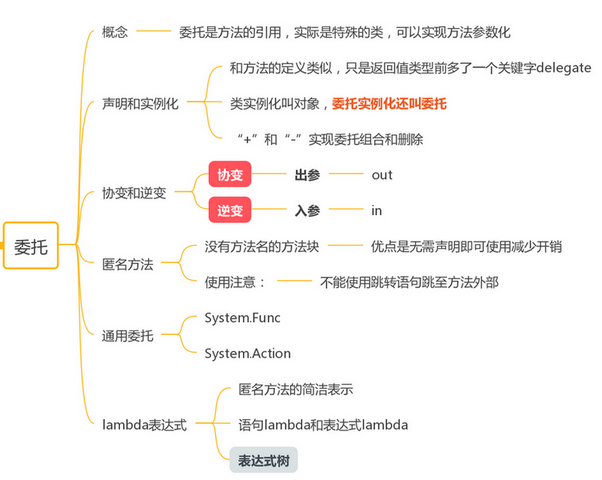 委托
概念
委托是方法的引用，实际是特殊的类，可以实现方法参数化
声明和实例化
和方法的定义类似，只是返回值类型前多了一个关键字delegate
类实例化叫对象，委托实例化还叫委托
“+”和“-”实现委托组合和删除
协变和逆变
协变 出参 out
逆变 入参 in
匿名方法
没有方法名的方法块 优点是无需声明即可使用减少开销
使用注意： 不能使用跳转语句跳至方法外部
通用委托
System.Func
System.Action
lambda表达式
匿名方法的简洁表示
语句lambda和表达式lambda
表达式树